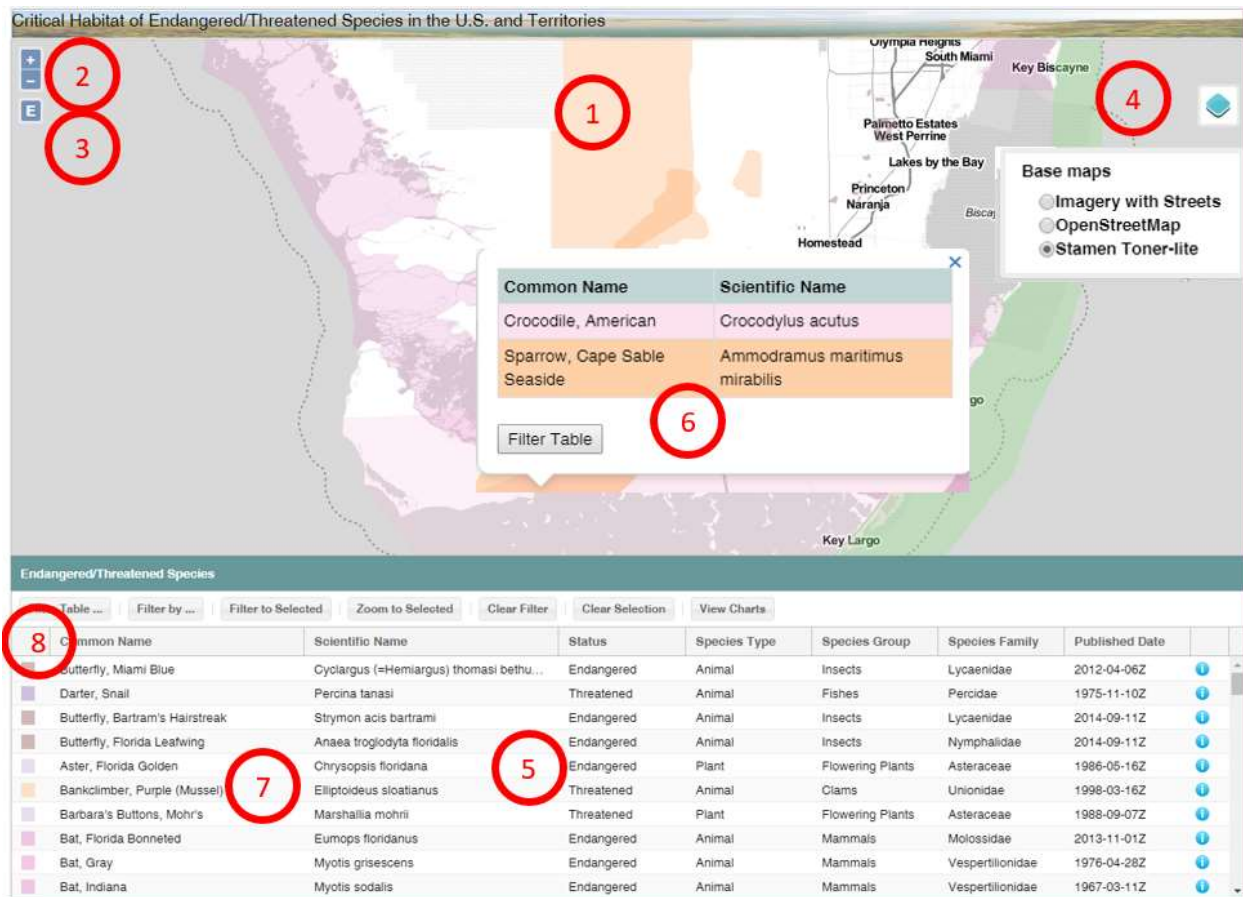 Critical Habitat of Endangered/Threatened Species in the U.S. and Territories
+
−
E
2
3
1
4
Olympia Heights
South Miami
Key Biscayne
Palmetto Estates
West Perrine
Lakes by the Bay
Princeton
Naranja
Homestead
Base maps
Imagery with Streets
OpenStreetMap
Stamen Toner-lite
Common Name Scientific Name
Crocodile, American Crocodylus acutus
Sparrow, Cape Sable Seaside Ammodramus maritimus mirabilis
6
Filter Table
Key Largo
Endangered/Threatened Species
Table ... Filter by ... Filter to Selected Zoom to Selected Clear Filter Clear Selection View Charts
8
Common Name Scientific Name Status Species Type Species Group Species Family Published Date
Butterfly, Miami Blue Cyclargus (=Hemiargus) thomasi bethu... Endangered Animal Insects Lycaenidae 2012-04-06Z
Darter, Snail Percina tanasi Threatened Animal Fishes Percidae 1975-11-10Z
Butterfly, Bartram's Hairstreak Strymon acis bartrami Endangered Animal Insects Lycaenidae 2014-09-11Z
Butterfly, Florida Leafwing Anaea troglodyta floridalis Endangered Animal Insects Nymphalidae 2014-09-11Z
Aster, Florida Golden Chrysopsis floridana Endangered Plant Flowering Plants Asteraceae 1986-05-16Z
7
5
Bankclimber, Purple (Mussel) Elliptoideus sloatianus Threatened Animal Clams Unionidae 1998-03-16Z
Barbara's Buttons, Mohr's Marshallia mohrii Threatened Plant Flowering Plants Asteraceae 1988-09-07Z
Bat, Florida Bonneted Eumops floridanus Endangered Animal Mammals Molossidae 2013-11-01Z
Bat, Gray Myotis grisescens Endangered Animal Mammals Vespertilionidae 1976-04-28Z
Bat, Indiana Myotis sodalis Endangered Animal Mammals Vespertilionidae 1967-03-11Z